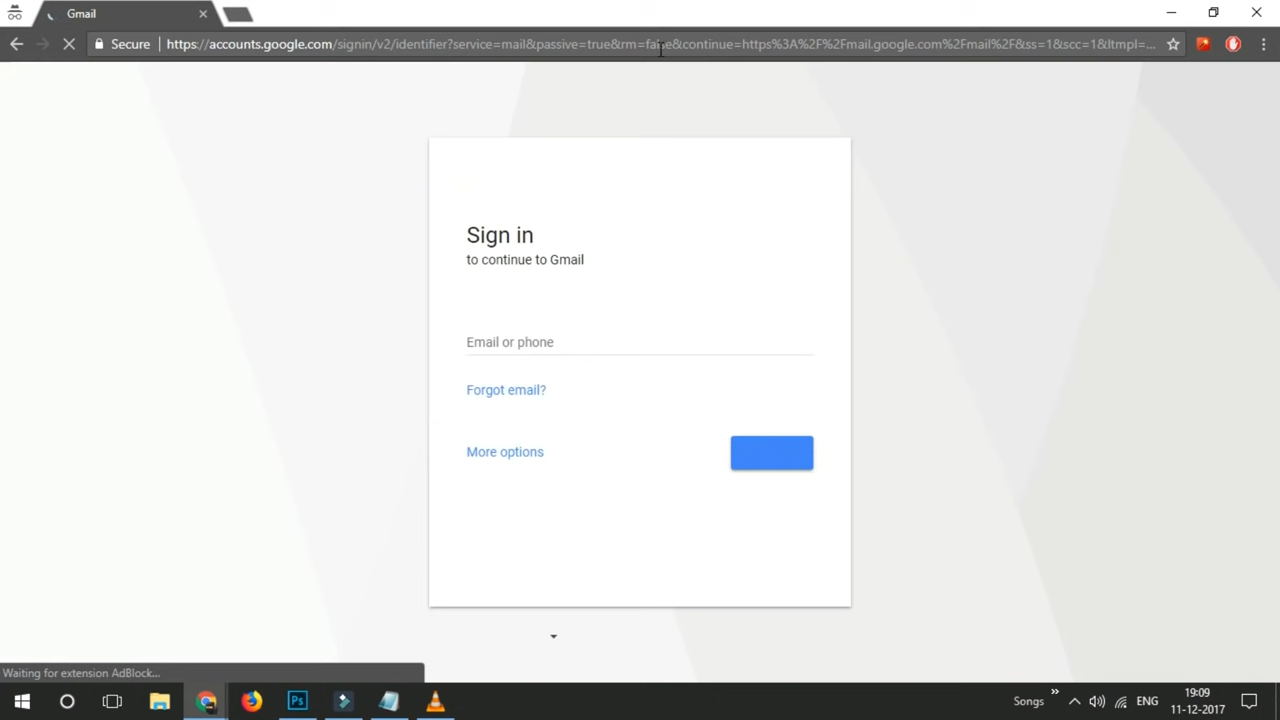 Gmail
Secure
https://accounts.google.com/signin/v2/identifier?service=mail&passive=true&rm=false&continue=https%3A%2F%2Fmail.google.com%2Fmail%2F&ss=1&scc=1&ltmpl=...
Sign in
to continue to Gmail
Email or phone
Forgot email?
More options
Waiting for extension AdBlock...
Ps
Songs
ENG
19:09
11-12-2017